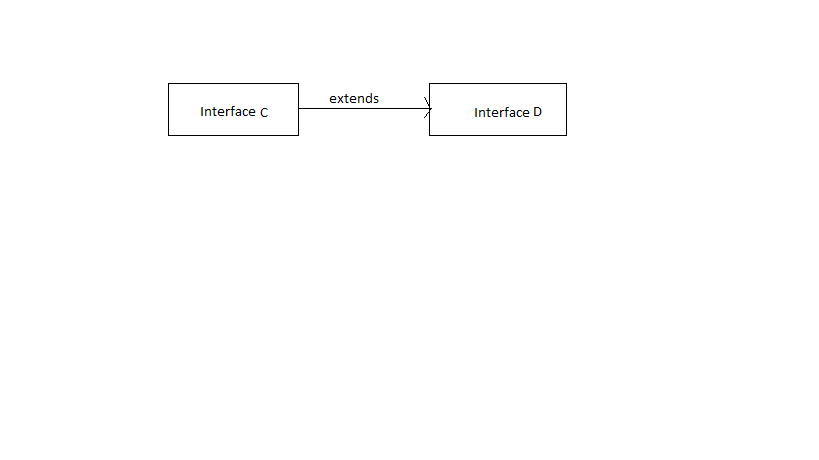 extends
Interface C
Interface D